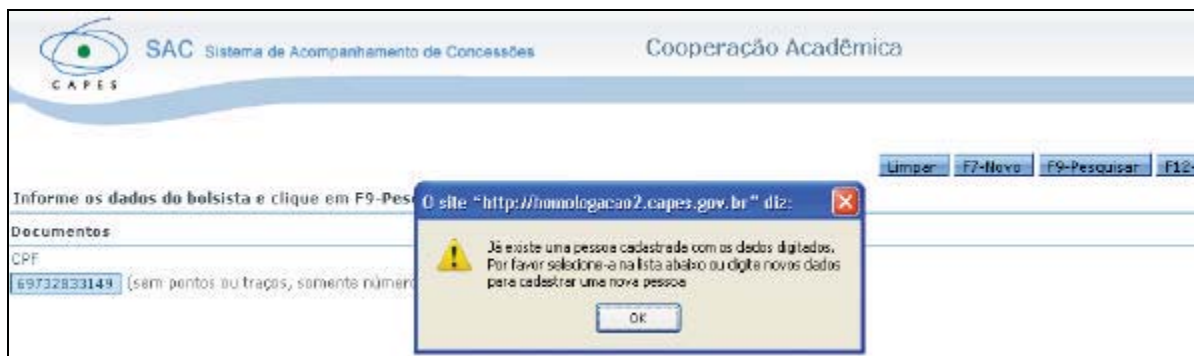 SAC Sistema de Acompanhamento de Concessões
Cooperação Acadêmica
CAPES
Limpar F7-Novo F9-Pesquisar F12-
Informe os dados do bolsista e clique em F9-Pes
O site "http://homologacao2.capes.gov.br" diz:
Documentos
Já existe uma pessoa cadastrada com os dados digitados.
Por favor selecione-a na lista abaixo ou digite novos dados
para cadastrar uma nova pessoa
CPF
69732833149 (sem pontos ou traços, somente número
OK